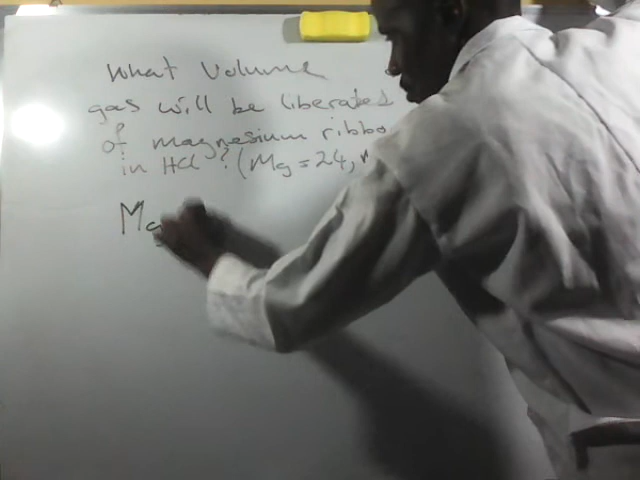 What Volume
gas will be liberated
of magnesium ribbo
in HCl? (Mg = 24,
Mg